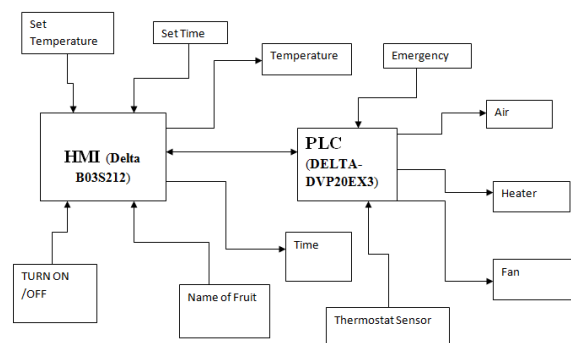 Set
Temperature
Set Time
Temperature
Emergency
Air
HMI (Delta
B03S212)
PLC
(DELTA-
DVP20EX3)
Heater
Time
Fan
TURN ON
/OFF
Name of Fruit
Thermostat Sensor